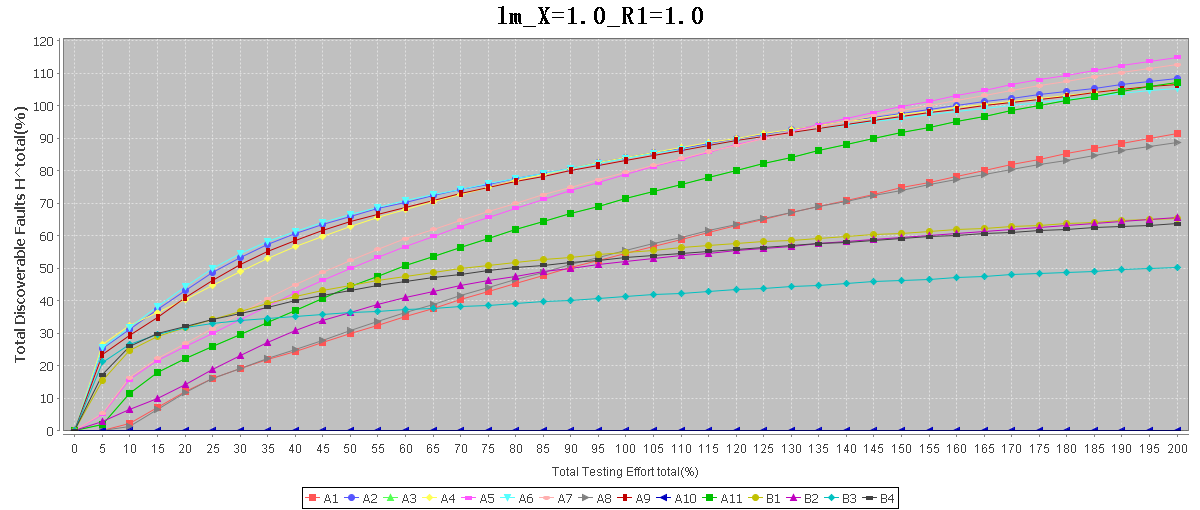 lm_X=1.0_R1=1.0
Total Discoverable Faults H^total(%)
120
110
100
90
80
70
60
50
40
30
20
10
0
0 5 10 15 20 25 30 35 40 45 50 55 60 65 70 75 80 85 90 95 100 105 110 115 120 125 130 135 140 145 150 155 160 165 170 175 180 185 190 195 200
Total Testing Effort total(%)
A1 A2 A3 A4 A5 A6 A7 A8 A9 A10 A11 B1 B2 B3 B4